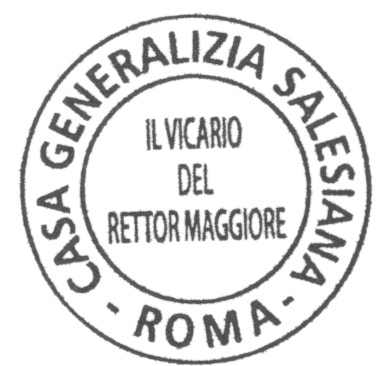 CASA GENERALIZIA SALESIANA
- ROMA -
IL VICARIO
DEL
RETTOR MAGGIORE